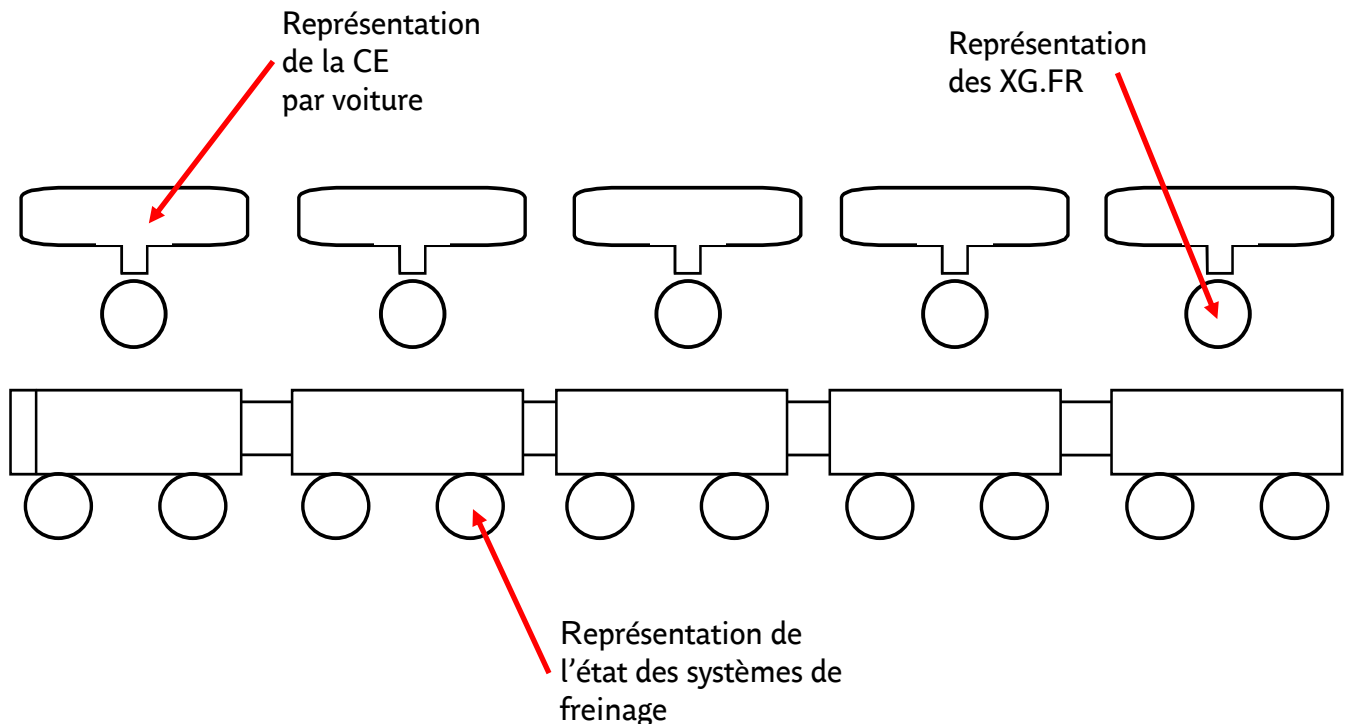 Représentation
de la CE
par voiture
Représentation
des XG.FR
Représentation de
l’état des systèmes de
freinage